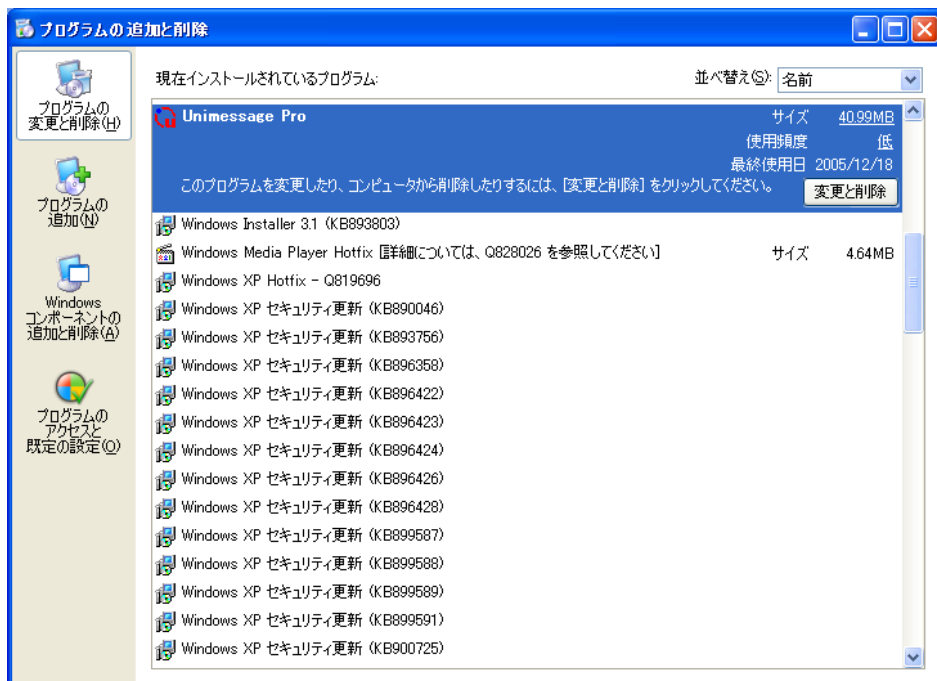 プログラムの追加と削除
プログラムの
変更と削除(H)
プログラムの
追加(N)
Windows
コンポーネントの
追加と削除(A)
プログラムの
アクセスと
既定の設定(O)
現在インストールされているプログラム:
並べ替え(S): 名前
Unimessage Pro
サイズ 40.99MB
使用頻度 低
最終使用日 2005/12/18
このプログラムを変更したり、コンピュータから削除したりするには、[変更と削除] をクリックしてください。
変更と削除
Windows Installer 3.1 (KB893803)
Windows Media Player Hotfix [詳細については、Q828026 を参照してください] サイズ 4.64MB
Windows XP Hotfix - Q819696
Windows XP セキュリティ更新 (KB890046)
Windows XP セキュリティ更新 (KB893756)
Windows XP セキュリティ更新 (KB896358)
Windows XP セキュリティ更新 (KB896422)
Windows XP セキュリティ更新 (KB896423)
Windows XP セキュリティ更新 (KB896424)
Windows XP セキュリティ更新 (KB896426)
Windows XP セキュリティ更新 (KB896428)
Windows XP セキュリティ更新 (KB899587)
Windows XP セキュリティ更新 (KB899588)
Windows XP セキュリティ更新 (KB899589)
Windows XP セキュリティ更新 (KB899591)
Windows XP セキュリティ更新 (KB900725)